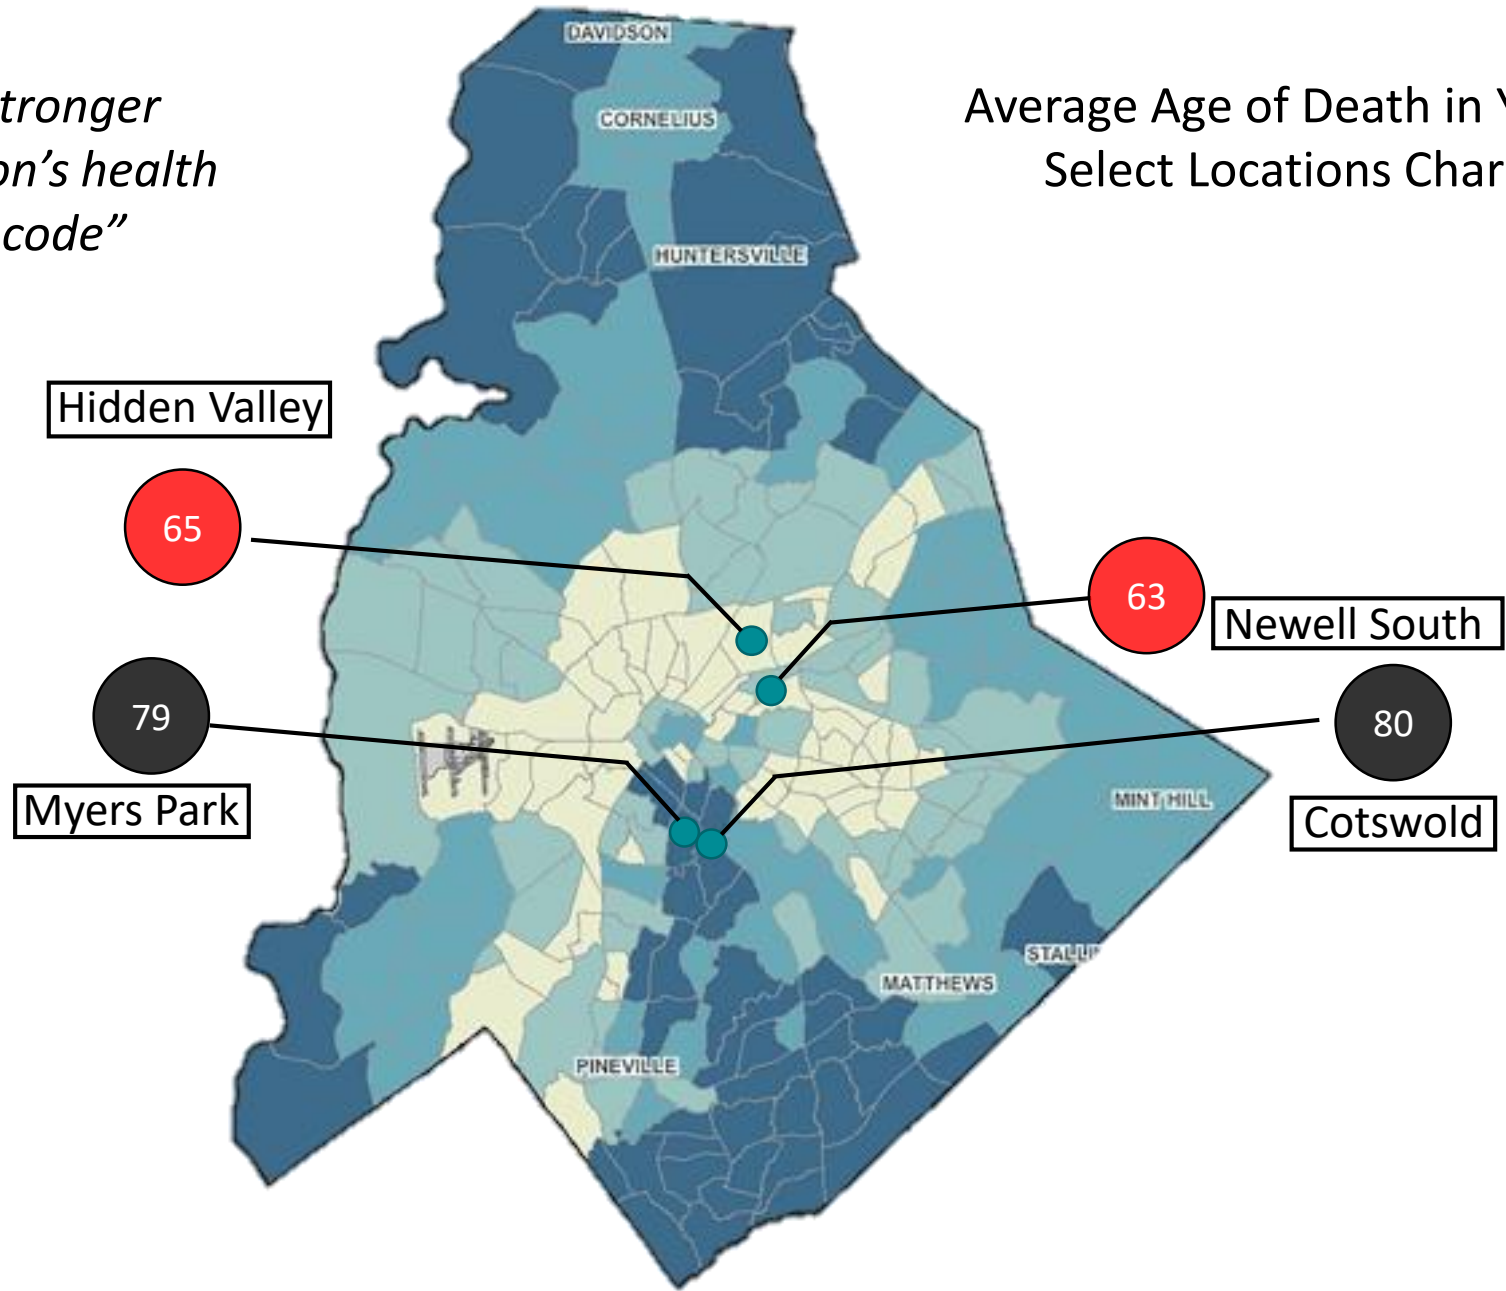 tronger
on’s health
code”
Average Age of Death in
Select Locations Char
DAVIDSON
CORNELIUS
HUNTERSVILLE
Hidden Valley
65
63
Newell South
79
Myers Park
80
Cotswold
MINT HILL
STALLI
MATTHEWS
PINEVILLE